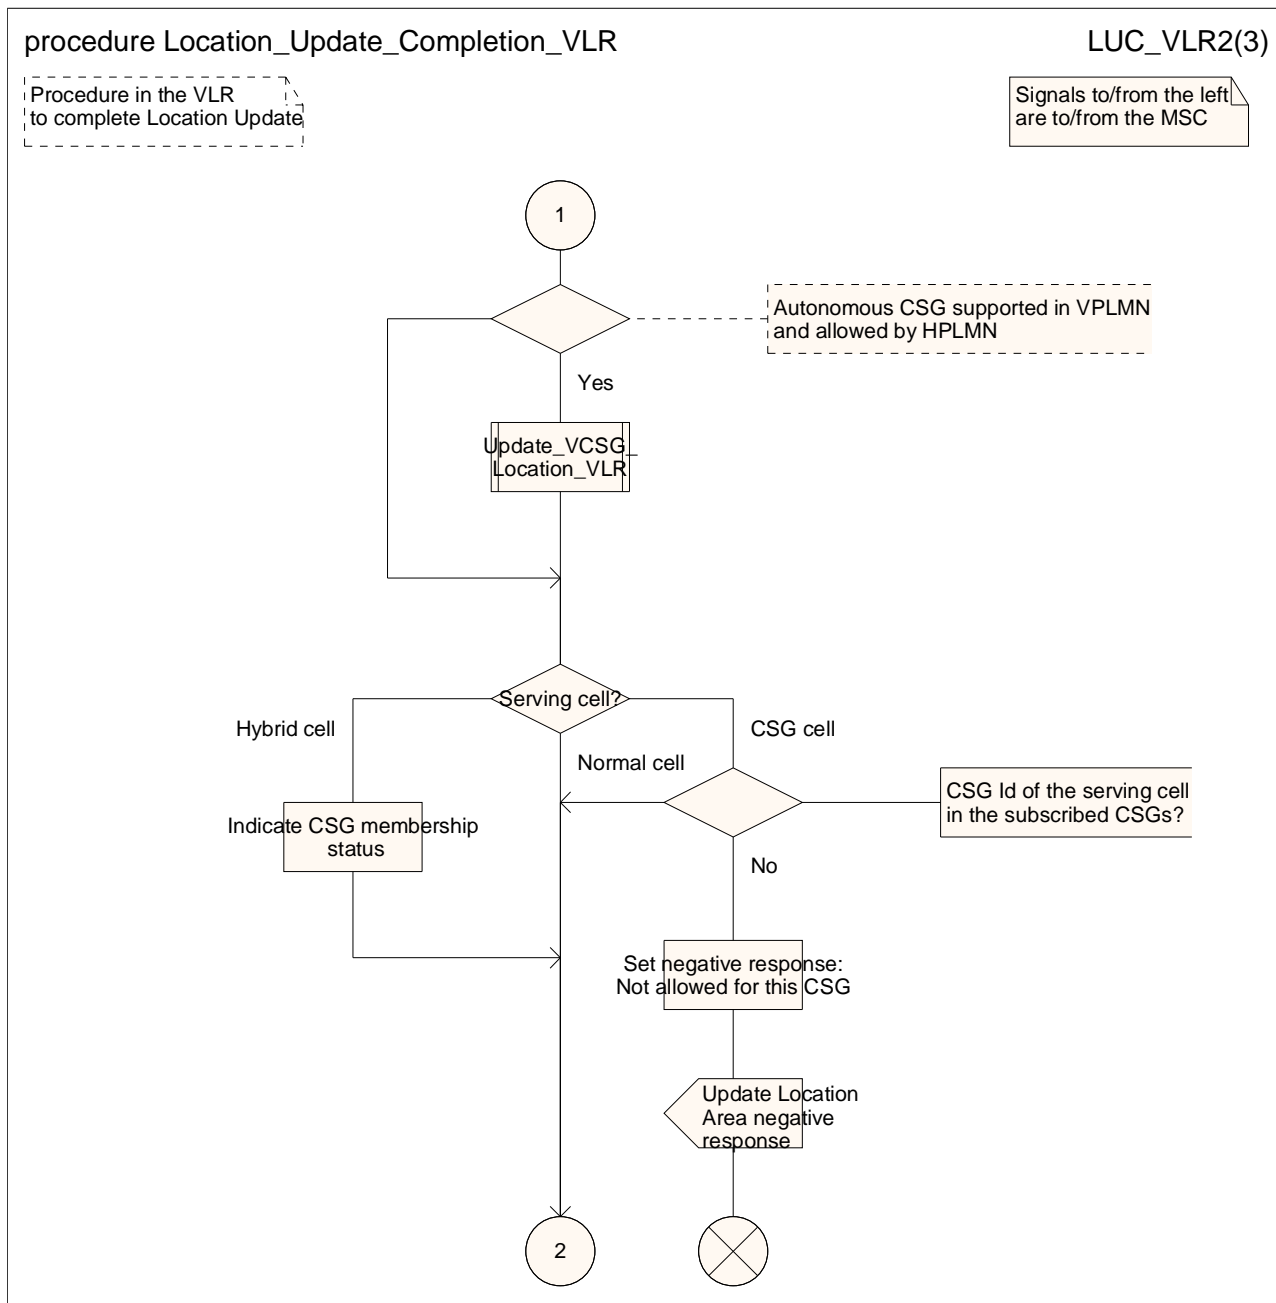 procedure Location_Update_Completion_VLR
LUC_VLR2(3)
Procedure in the VLR
to complete Location Update
Signals to/from the left
are to/from the MSC
1
Autonomous CSG supported in VPLMN
and allowed by HPLMN
Yes
Update_VCSG_
Location_VLR
Serving cell?
Hybrid cell
CSG cell
Normal cell
CSG Id of the serving cell
in the subscribed CSGs?
Indicate CSG membership
status
No
Set negative response:
Not allowed for this CSG
Update Location
Area negative
response
2